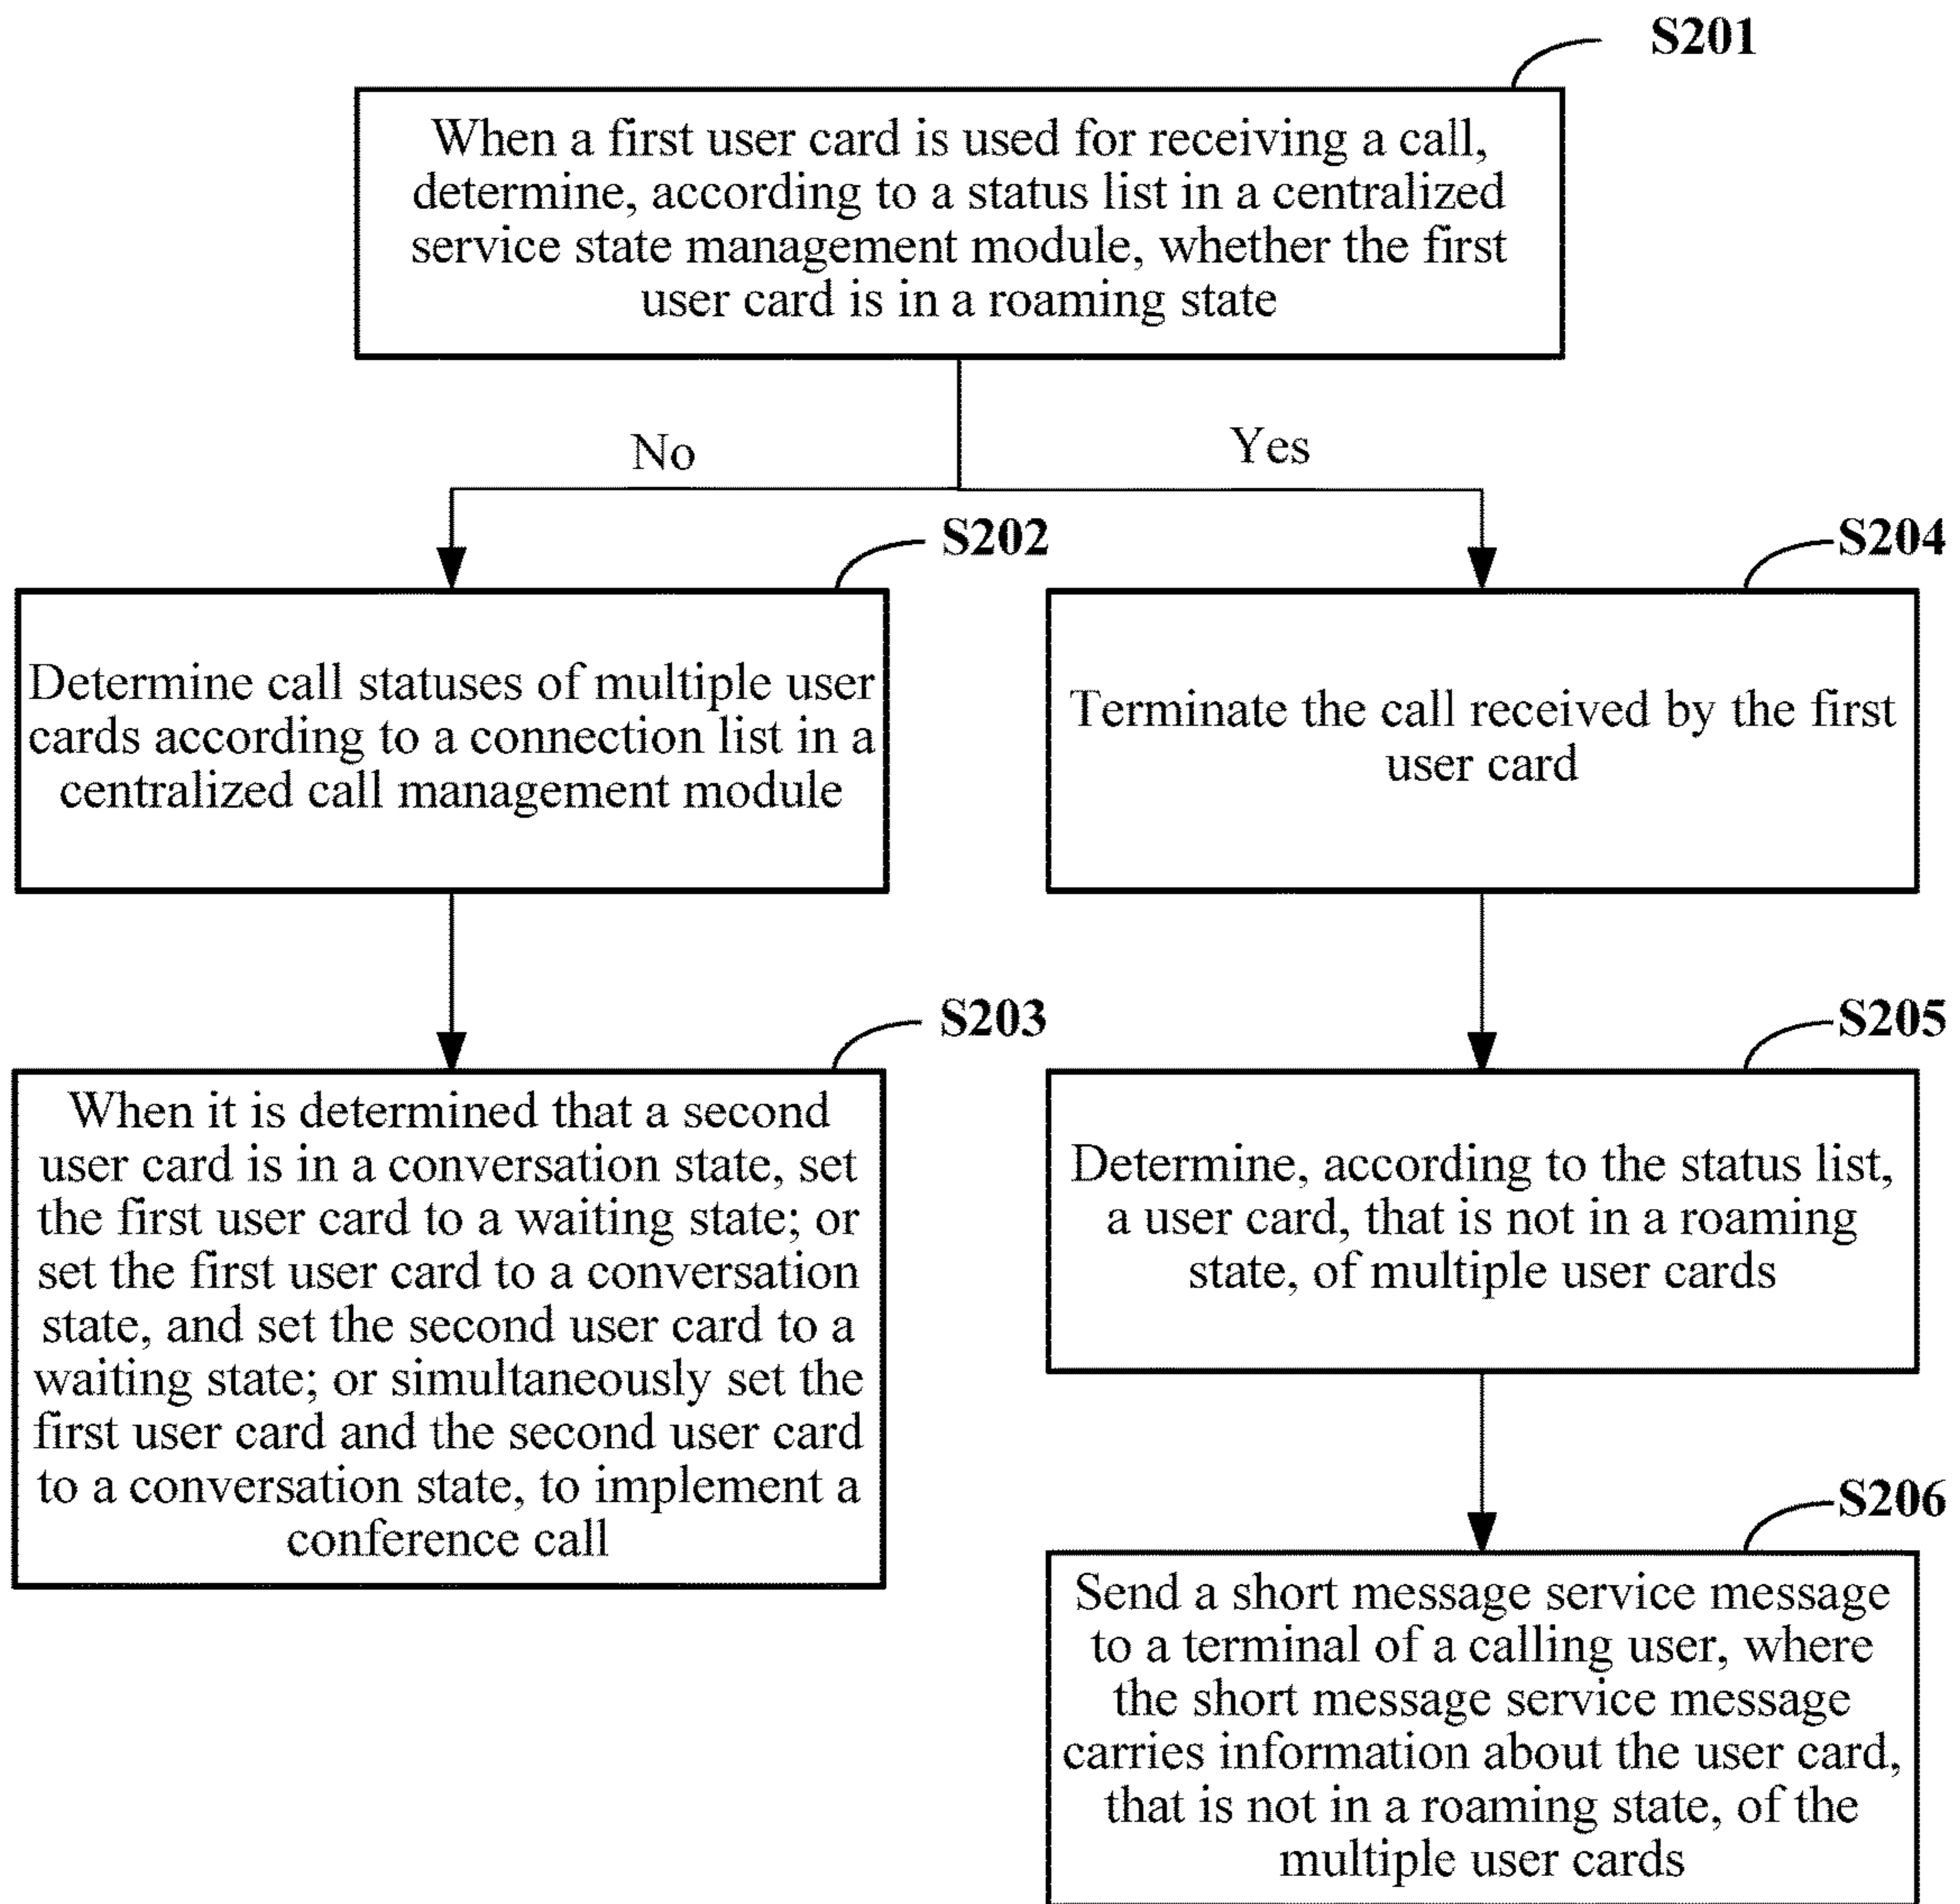 S201
When a first user card is used for receiving a call,
determine, according to a status list in a centralized
service state management module, whether the first
user card is in a roaming state
No
Yes
S202
Determine call statuses of multiple user
cards according to a connection list in a
centralized call management module
S203
When it is determined that a second
user card is in a conversation state, set
the first user card to a waiting state; or
set the first user card to a conversation
state, and set the second user card to a
waiting state; or simultaneously set the
first user card and the second user card
to a conversation state, to implement a
conference call
S204
Terminate the call received by the first
user card
S205
Determine, according to the status list,
a user card, that is not in a roaming
state, of multiple user cards
S206
Send a short message service message
to a terminal of a calling user, where
the short message service message
carries information about the user card,
that is not in a roaming state, of the
multiple user cards